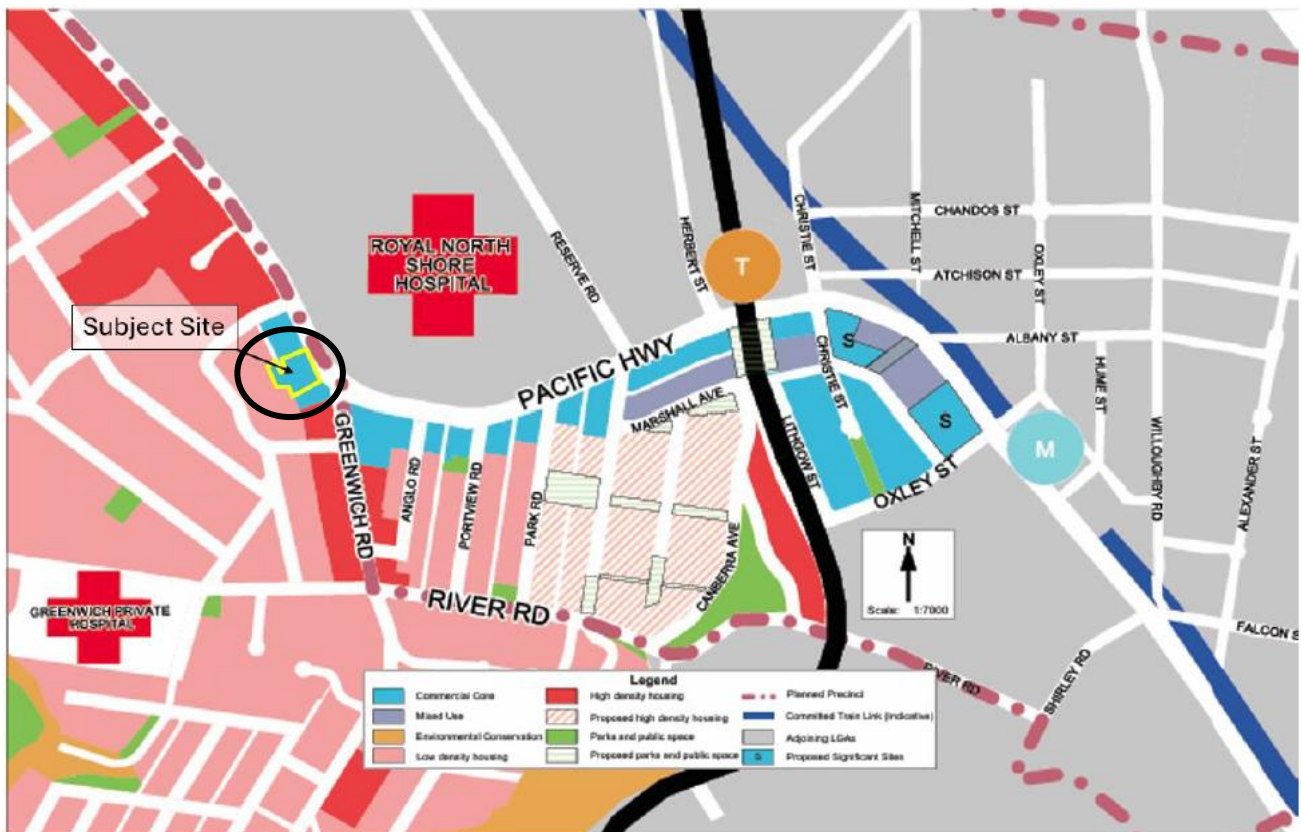 ROYAL NORTH
SHORE
HOSPITAL
Subject Site
RESERVE RD
HERBERT ST
T
CHRISTIE ST
MITCHELL ST
CHANDOS ST
OXLEY ST
ATCHISON ST
ALBANY ST
HUME ST
WILLOUGHBY RD
ALEXANDER ST
PACIFIC HWY
MARSHALL AVE
CHRISTIE ST
S
S
M
LITHGOW ST
OXLEY ST
GREENWICH RD
ANGLO RD
PORTVIEW RD
PARK RD
CANBERRA AVE
RIVER RD
GREENWICH PRIVATE
HOSPITAL
N
Scale: 1:7000
FALCON S
RIVER RD
SHIRLEY RD
Legend
Commercial Core
Mixed Use
Environmental Conservation
Low density housing
High density housing
Proposed high density housing
Parks and public space
Proposed parks and public space
Planned Precinct
Committed Train Link (Indicative)
Adjoining LGAs
S
Proposed Significant Sites